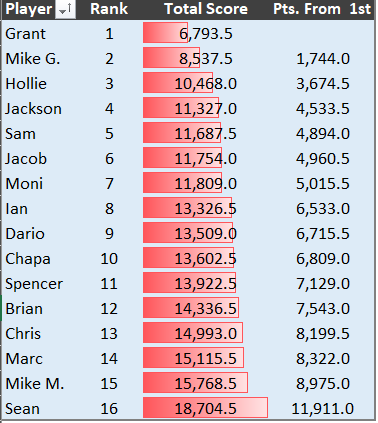 Player Rank Total Score Pts. From 1st
Grant 1 6,793.5
Mike G. 2 8,537.5 1,744.0
Hollie 3 10,468.0 3,674.5
Jackson 4 11,327.0 4,533.5
Sam 5 11,687.5 4,894.0
Jacob 6 11,754.0 4,960.5
Moni 7 11,809.0 5,015.5
Ian 8 13,326.5 6,533.0
Dario 9 13,509.0 6,715.5
Chapa 10 13,602.5 6,809.0
Spencer 11 13,922.5 7,129.0
Brian 12 14,336.5 7,543.0
Chris 13 14,993.0 8,199.5
Marc 14 15,115.5 8,322.0
Mike M. 15 15,768.5 8,975.0
Sean 16 18,704.5 11,911.0